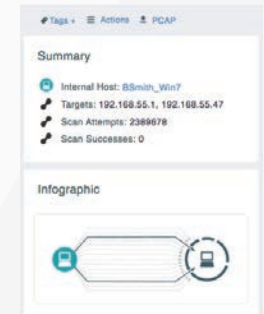 Tags + Actions PCAP
Summary
Internal Host: BSmith_Win7
Targets: 192.168.55.1, 192.168.55.47
Scan Attempts: 2389678
Scan Successes: 0
Infographic